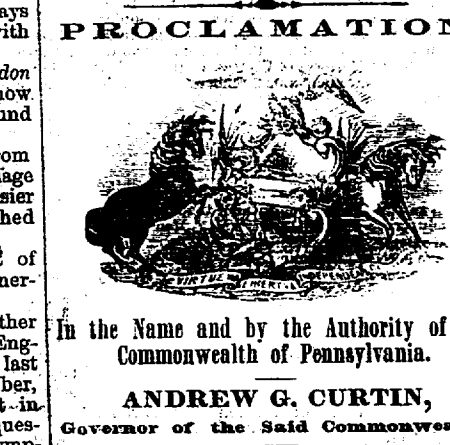 ays
with
don
now.
und
rom
age
sier
hed
of
ner-
ther
Eng-
last
ber,
t-in-
ques-
PROCLAMATION
VIRTUE LIBERTY INDEPENDENCE
In the Name and by the Authority of
Commonwealth of Pennsylvania.
ANDREW G. CURTIN,
Governor of the Said Commonwea